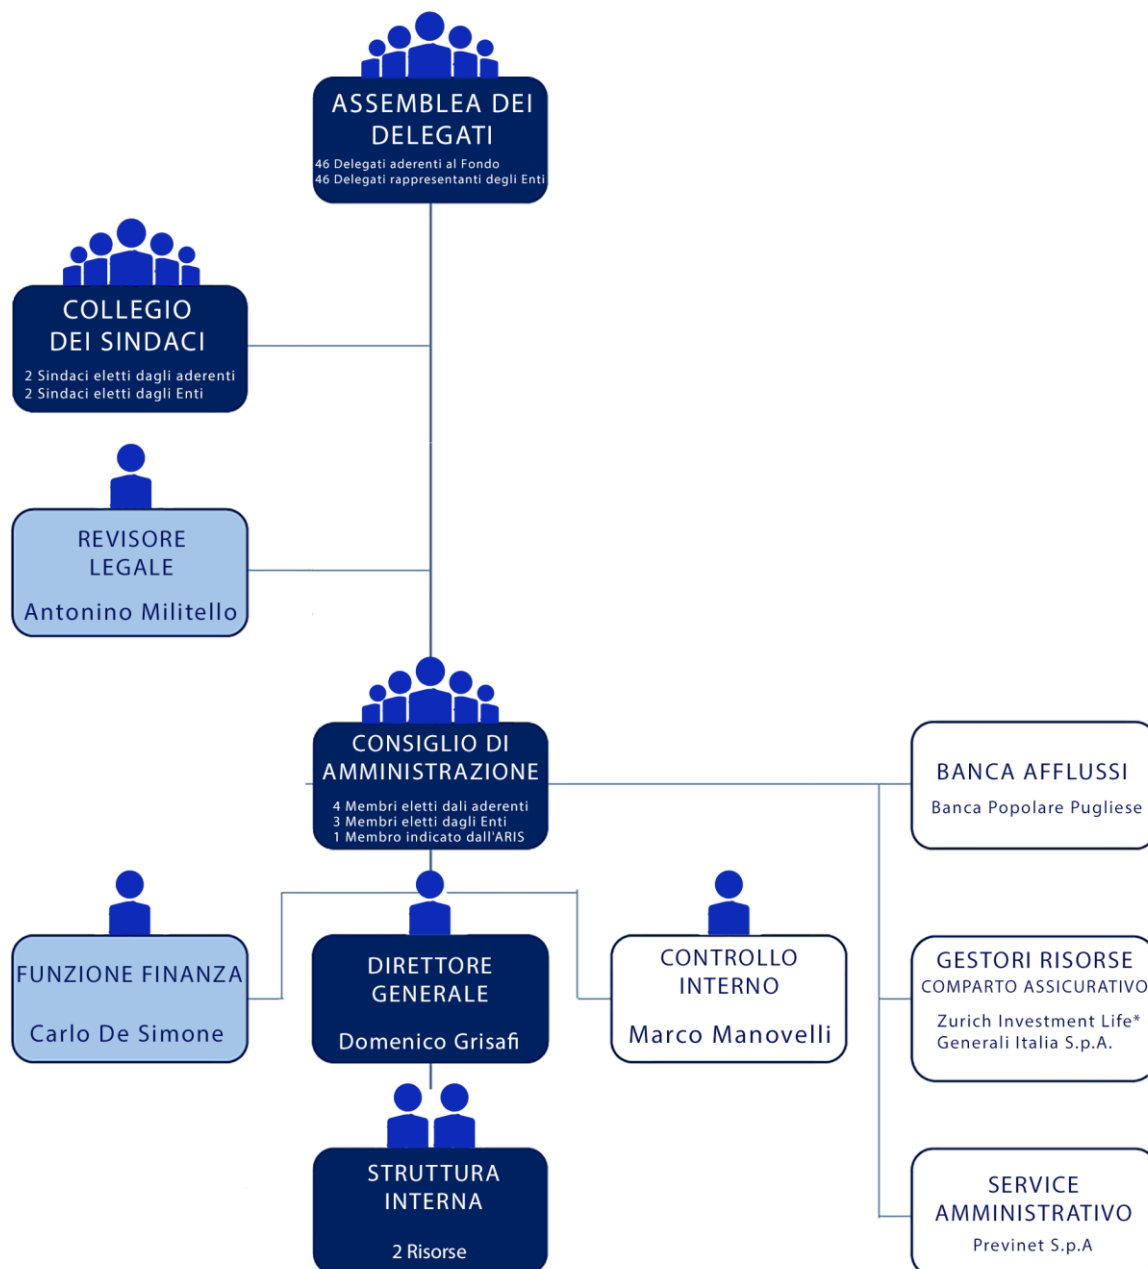 ASSEMBLEA DEI
DELEGATI
46 Delegati aderenti al Fondo
46 Delegati rappresentanti degli Enti
COLLEGIO
DEI SINDACI
2 Sindaci eletti dagli aderenti
2 Sindaci eletti dagli Enti
REVISORE
LEGALE
Antonino Militello
CONSIGLIO DI
AMMINISTRAZIONE
4 Membri eletti dali aderenti
3 Membri eletti dagli Enti
1 Membro indicato dall'ARIS
BANCA AFFLUSSI
Banca Popolare Pugliese
FUNZIONE FINANZA
Carlo De Simone
DIRETTORE
GENERALE
Domenico Grisafi
CONTROLLO
INTERNO
Marco Manovelli
GESTORI RISORSE
COMPARTO ASSICURATIVO
Zurich Investment Life*
Generali Italia S.p.A.
STRUTTURA
INTERNA
2 Risorse
SERVICE
AMMINISTRATIVO
Previnet S.p.A